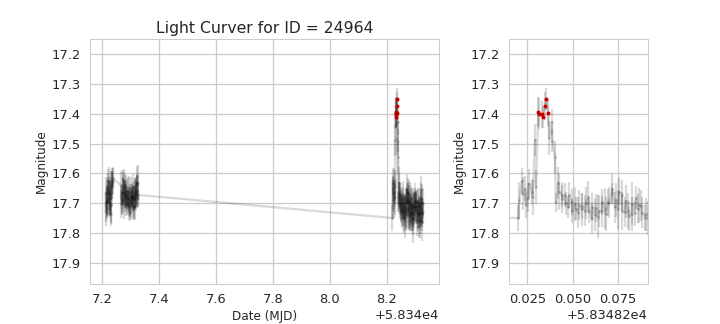 Light Curver for ID = 24964
Magnitude
17.2
17.3
17.4
17.5
17.6
17.7
17.8
17.9
7.2 7.4 7.6 7.8 8.0 8.2
Date (MJD)
+5.834e4
Magnitude
17.2
17.3
17.4
17.5
17.6
17.7
17.8
17.9
0.025 0.050 0.075
+5.83482e4